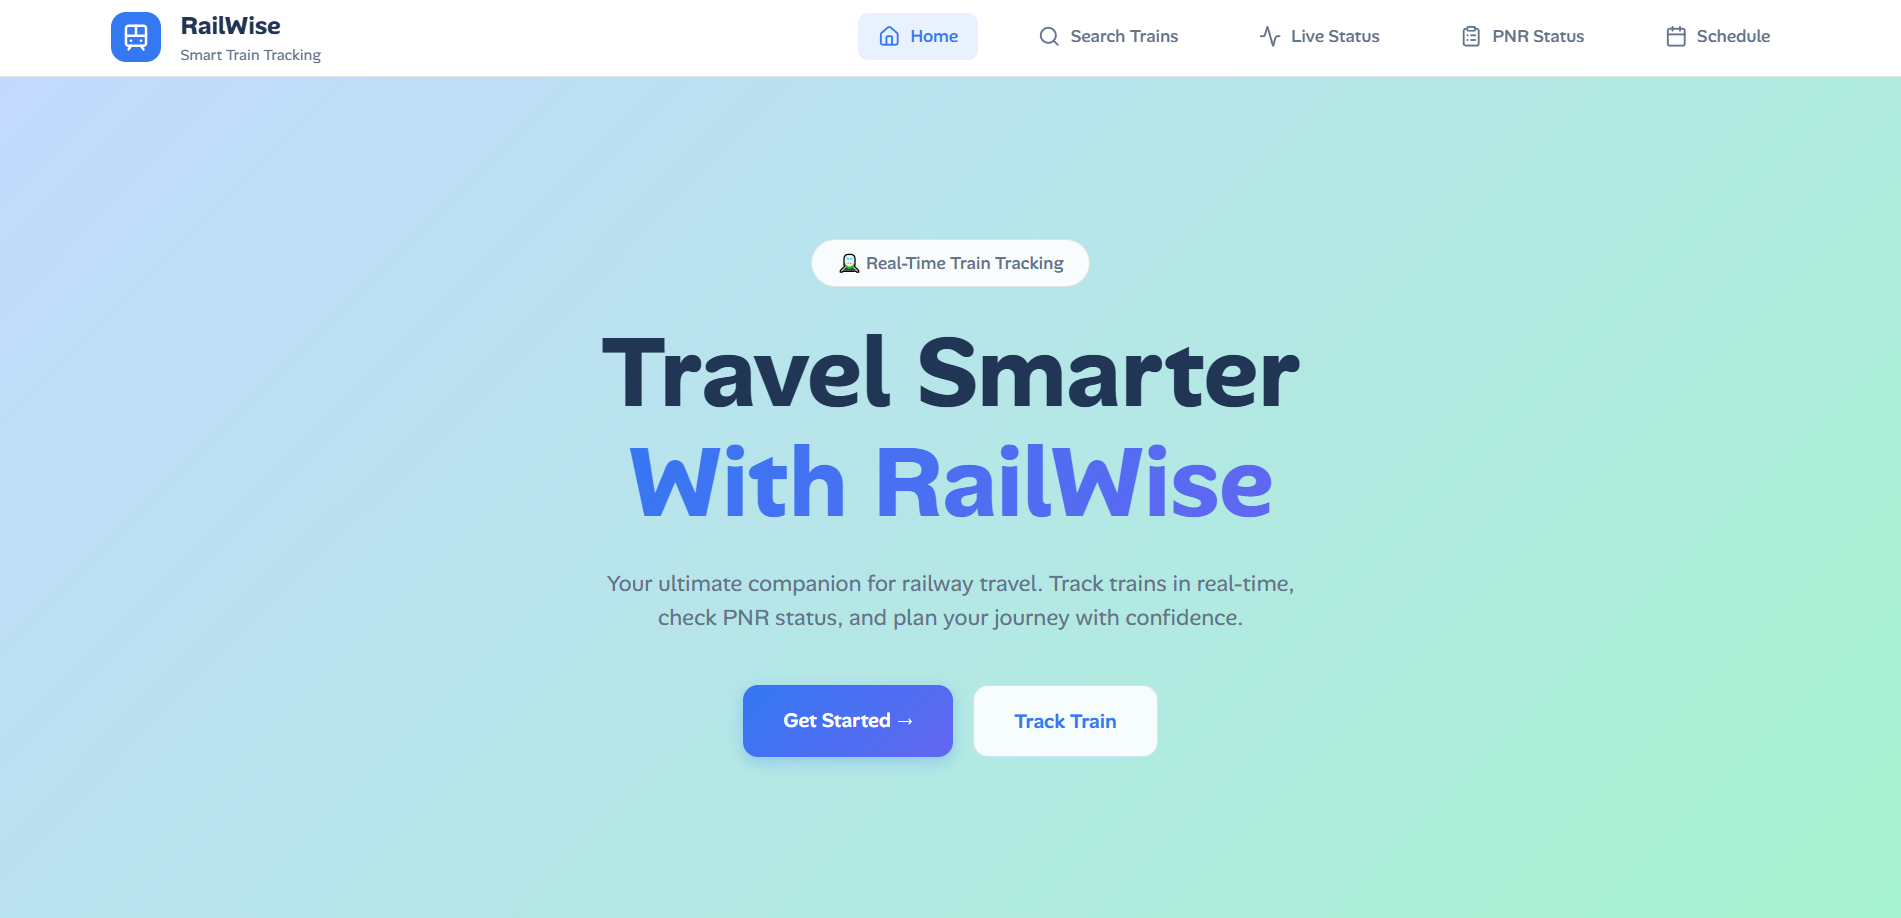 RailWise
Smart Train Tracking
Home
Search Trains
Live Status
PNR Status
Schedule
Real-Time Train Tracking
Travel Smarter
With RailWise
Your ultimate companion for railway travel. Track trains in real-time,
check PNR status, and plan your journey with confidence.
Get Started →
Track Train